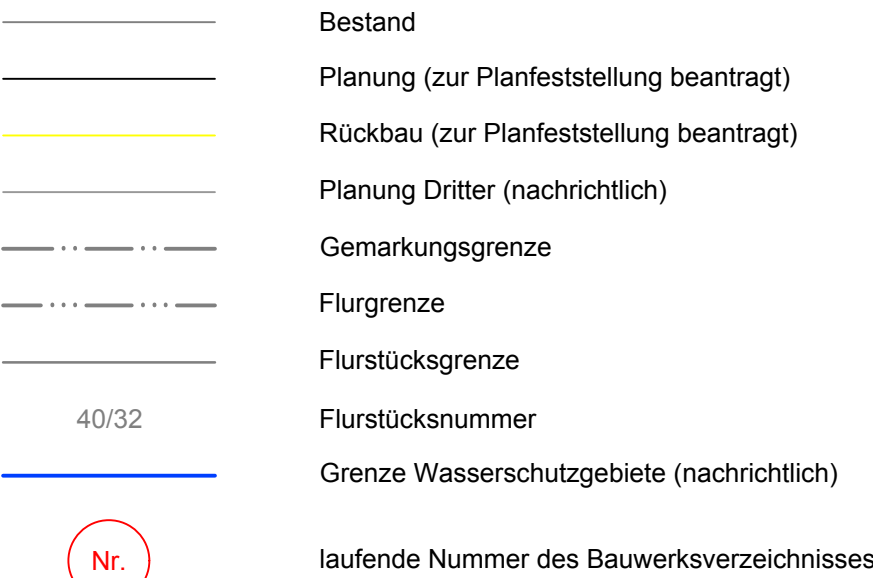 Bestand
Planung (zur Planfeststellung beantragt)
Rückbau (zur Planfeststellung beantragt)
Planung Dritter (nachrichtlich)
Gemarkungsgrenze
Flurgrenze
Flurstücksgrenze
40/32 Flurstücksnummer
Grenze Wasserschutzgebiete (nachrichtlich)
Nr. laufende Nummer des Bauwerksverzeichnisses